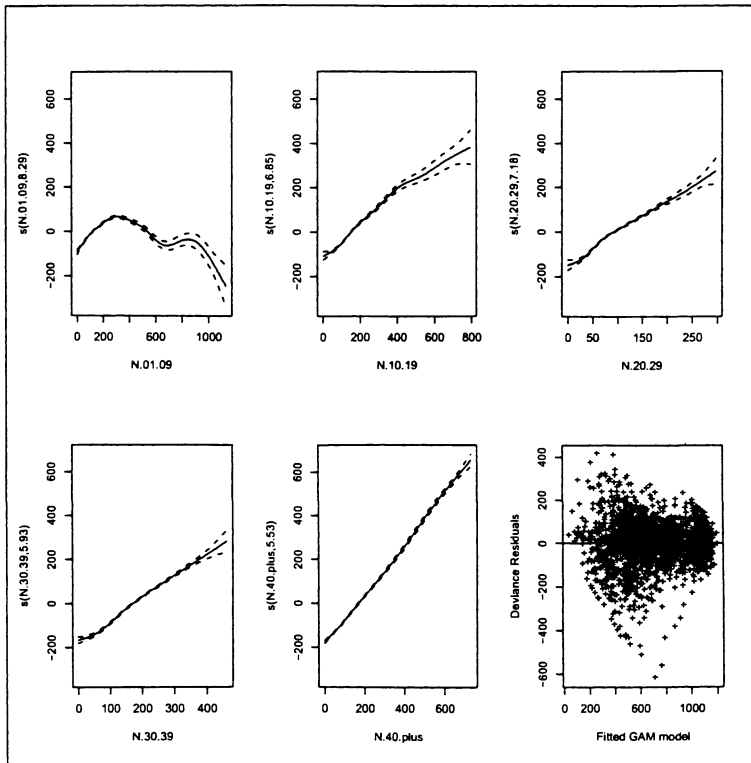 s(N.01.09,8.29)
600
400
200
0
-200
0 200 600 1000
N.01.09
s(N.10.19,6.85)
600
400
200
0
-200
0 200 400 600 800
N.10.19
s(N.20.29,7.18)
600
400
200
0
-200
0 50 150 250
N.20.29
s(N.30.39,5.93)
600
400
200
0
-200
0 100 200 300 400
N.30.39
s(N.40.plus,5.53)
600
400
200
0
-200
0 200 400 600
N.40.plus
Deviance Residuals
400
200
0
-200
-400
-600
0 200 600 1000
Fitted GAM model